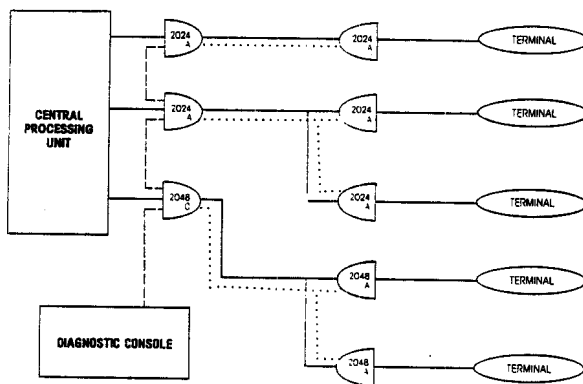 2024
A
2024
A
TERMINAL
CENTRAL
PROCESSING
UNIT
2024
A
2024
A
TERMINAL
2048
C
2024
A
TERMINAL
2048
A
TERMINAL
DIAGNOSTIC CONSOLE
2048
A
TERMINAL